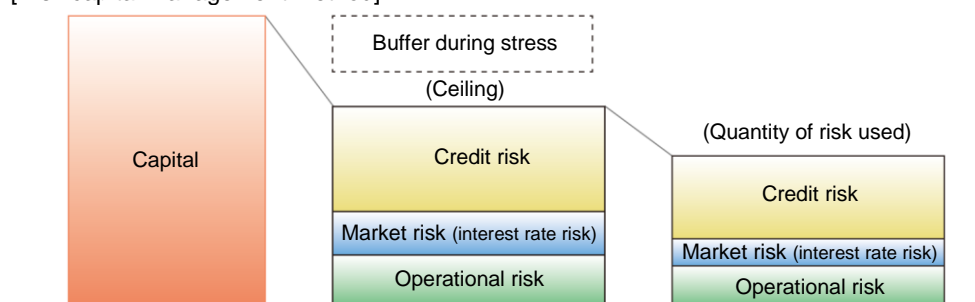 Buffer during stress
(Ceiling)
(Quantity of risk used)
Capital
Credit risk
Credit risk
Market risk (interest rate risk)
Market risk (interest rate risk)
Operational risk
Operational risk